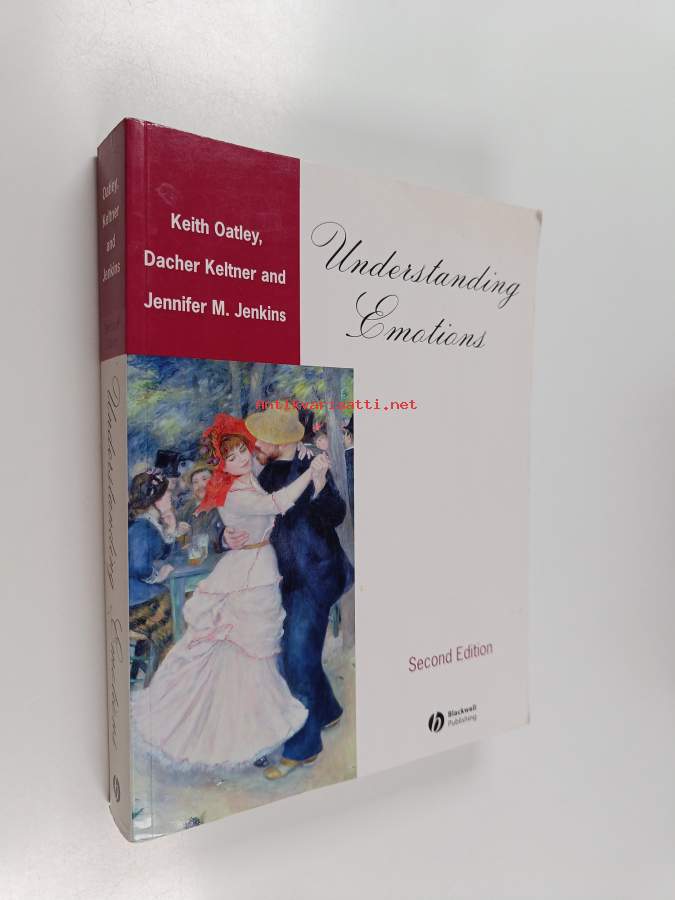 Oatley,
Keltner
and
Jenkins
Understanding Emotions
Keith Oatley,
Dacher Keltner and
Jennifer M. Jenkins
Understanding
Emotions
antikvariaatti.net
Second Edition
Blackwell
Publishing